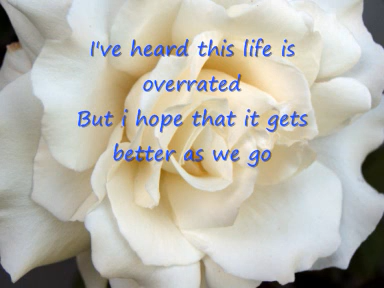 I've heard this life is
overrated
But i hope that it gets
better as we go